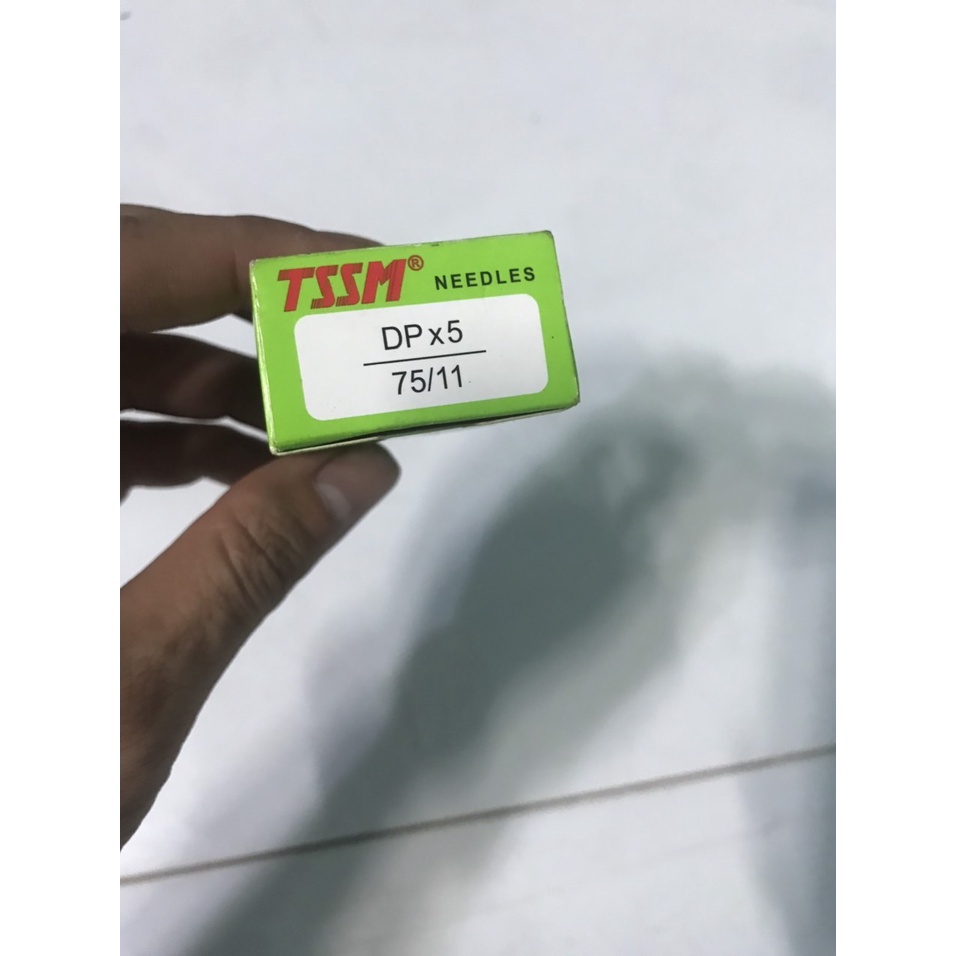 TSSM® NEEDLES
DP x 5
75/11